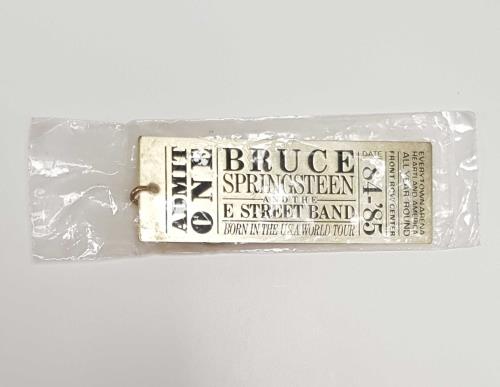 ADMIT
ONE
BRUCE
SPRINGSTEEN
AND THE
E STREET BAND
BORN IN THE U.S.A. WORLD TOUR
DATE
'84-'85
EVERYTOWN ARENA
HEARTLAND AMERICA
ALL YEAR 'ROUND
FRONT ROW CENTER